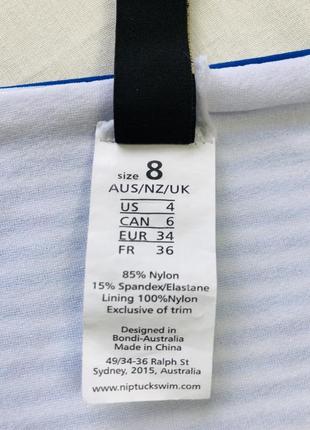 size 8
AUS/NZ/UK
US 4
CAN 6
EUR 34
FR 36
85% Nylon
15% Spandex/Elastane
Lining 100%Nylon
Exclusive of trim
Designed in
Bondi-Australia
Made in China
49/34-36 Ralph St
Sydney, 2015, Australia
www.niptuckswim.com